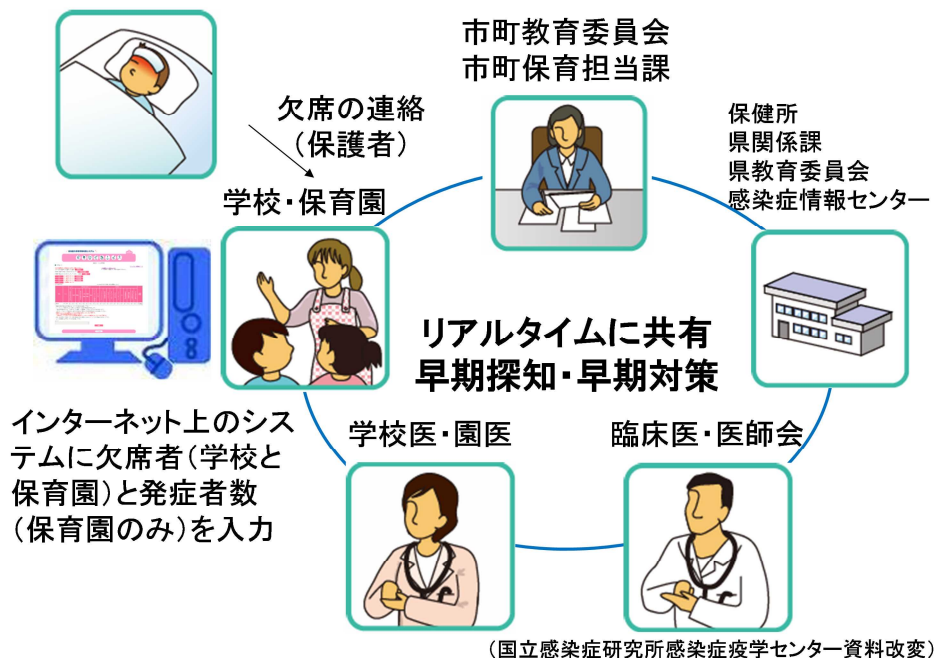 市町教育委員会
市町保育担当課
欠席の連絡
(保護者)
保健所
県関係課
県教育委員会
感染症情報センター
学校・保育園
リアルタイムに共有
早期探知・早期対策
インターネット上のシス
テムに欠席者(学校と
保育園)と発症者数
(保育園のみ)を入力
学校医・園医
臨床医・医師会
(国立感染症研究所感染症疫学センター資料改変)